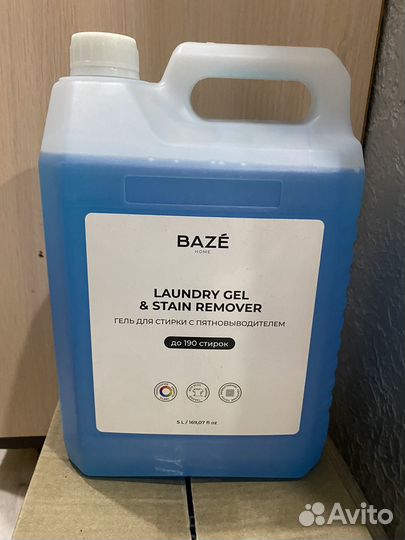 BAZÉ
HOME
LAUNDRY GEL
& STAIN REMOVER
ГЕЛЬ ДЛЯ СТИРКИ С ПЯТНОВЫВОДИТЕЛЕМ
до 190 стирок
5 L / 169,07 fl oz
Avito